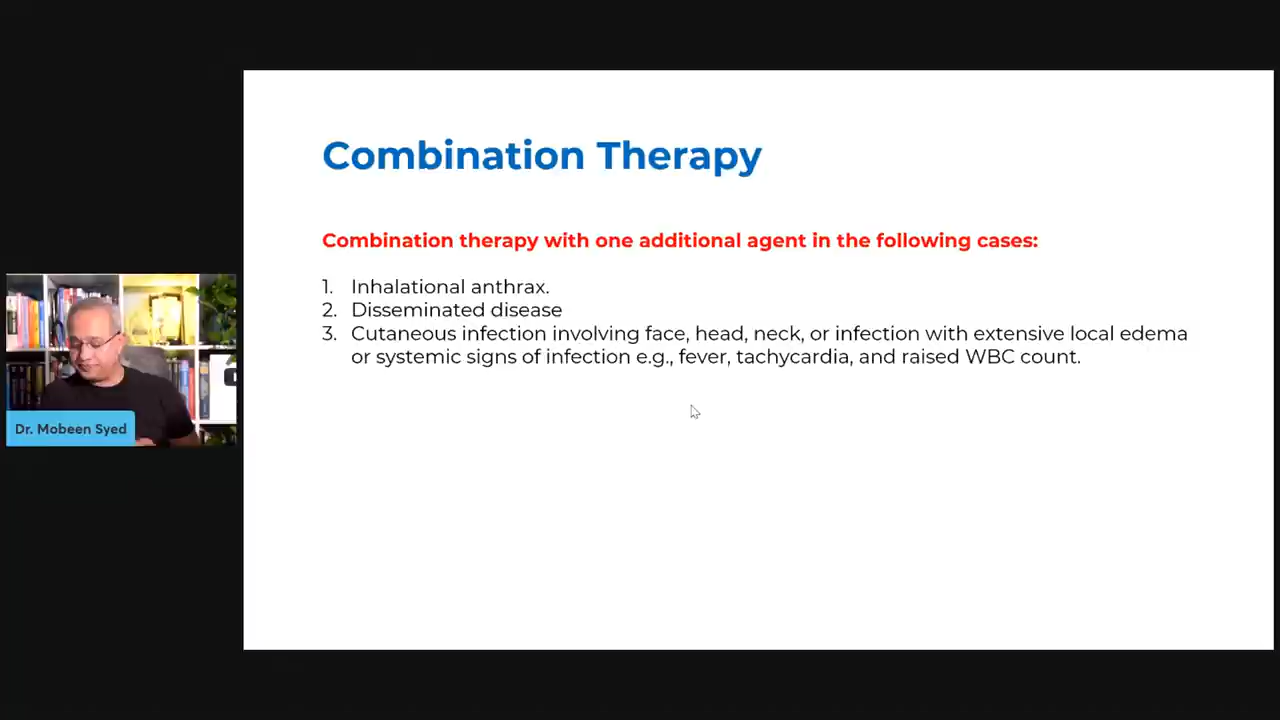 Combination Therapy
Combination therapy with one additional agent in the following cases:
1. Inhalational anthrax.
2. Disseminated disease
3. Cutaneous infection involving face, head, neck, or infection with extensive local edema
or systemic signs of infection e.g., fever, tachycardia, and raised WBC count.
Dr. Mobeen Syed